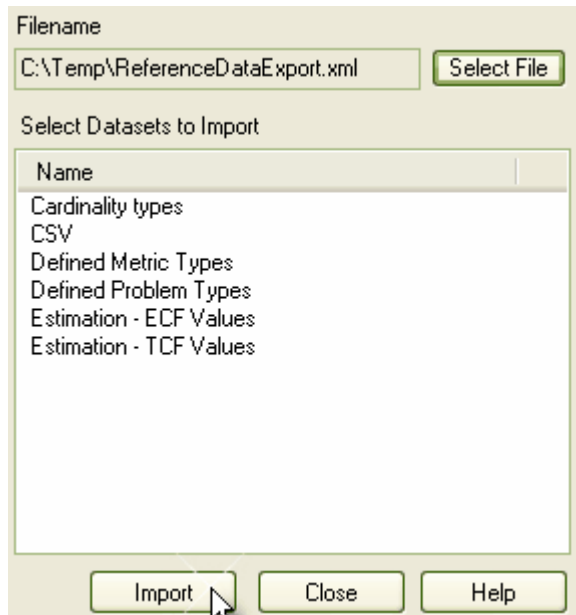 Filename
C:\Temp\ReferenceDataExport.xml Select File
Select Datasets to Import
Name
Cardinality types
CSV
Defined Metric Types
Defined Problem Types
Estimation - ECF Values
Estimation - TCF Values
Import Close Help